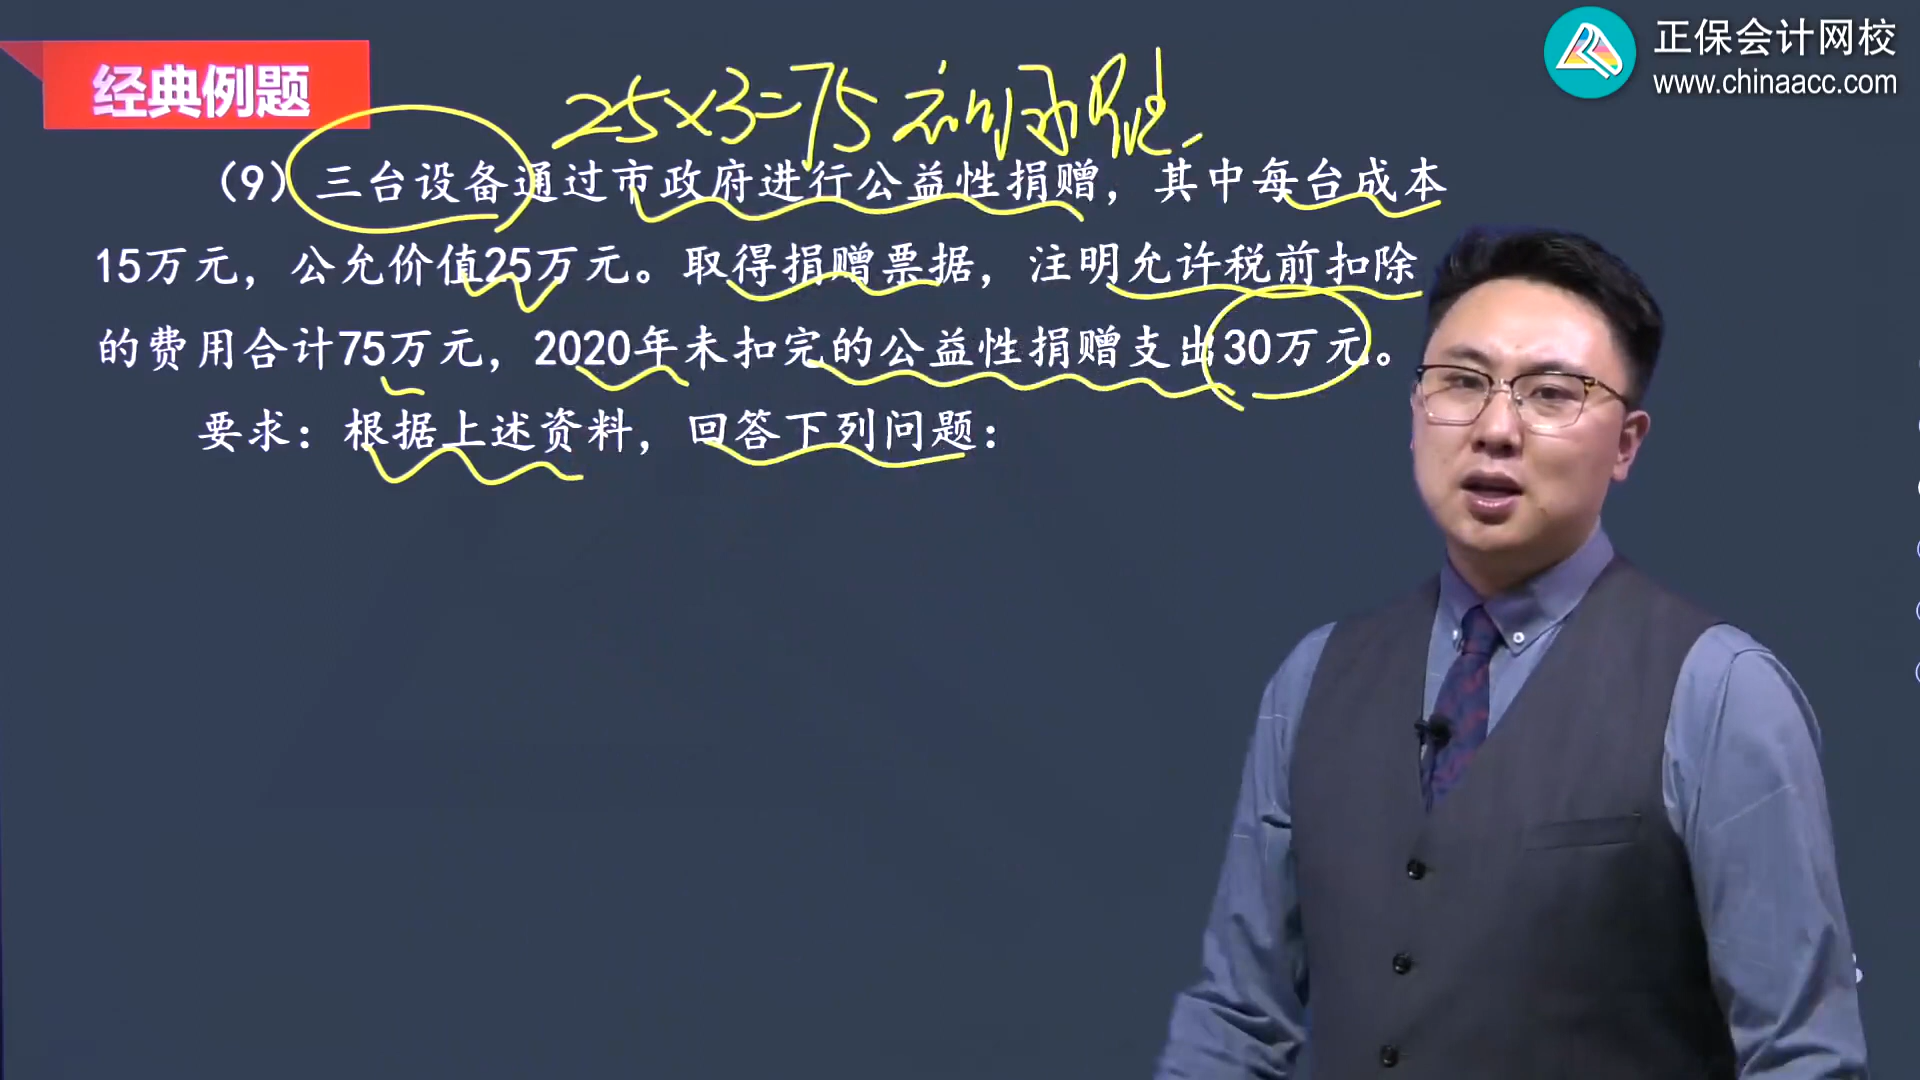 正保会计网校
www.chinaacc.com
经典例题
25×3=75
（9）三台设备通过市政府进行公益性捐赠，其中每台成本
15万元，公允价值25万元。取得捐赠票据，注明允许税前扣除
的费用合计75万元，2020年未扣完的公益性捐赠支出30万元。
要求：根据上述资料，回答下列问题：